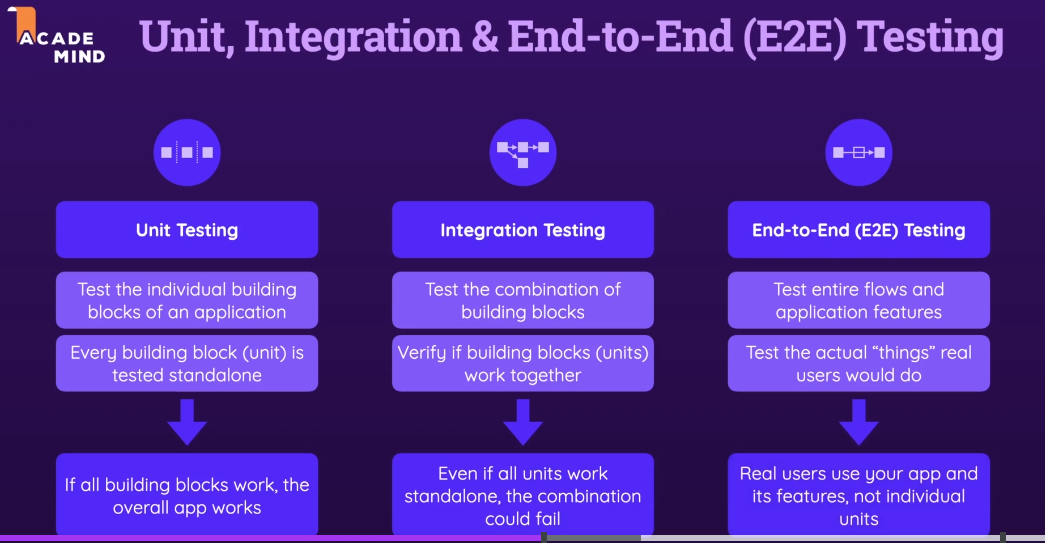 ACADE
MIND
Unit, Integration & End-to-End (E2E) Testing
Unit Testing
Test the individual building
blocks of an application
Every building block (unit) is
tested standalone
If all building blocks work, the
overall app works
Integration Testing
Test the combination of
building blocks
Verify if building blocks (units)
work together
Even if all units work
standalone, the combination
could fail
End-to-End (E2E) Testing
Test entire flows and
application features
Test the actual “things” real
users would do
Real users use your app and
its features, not individual
units